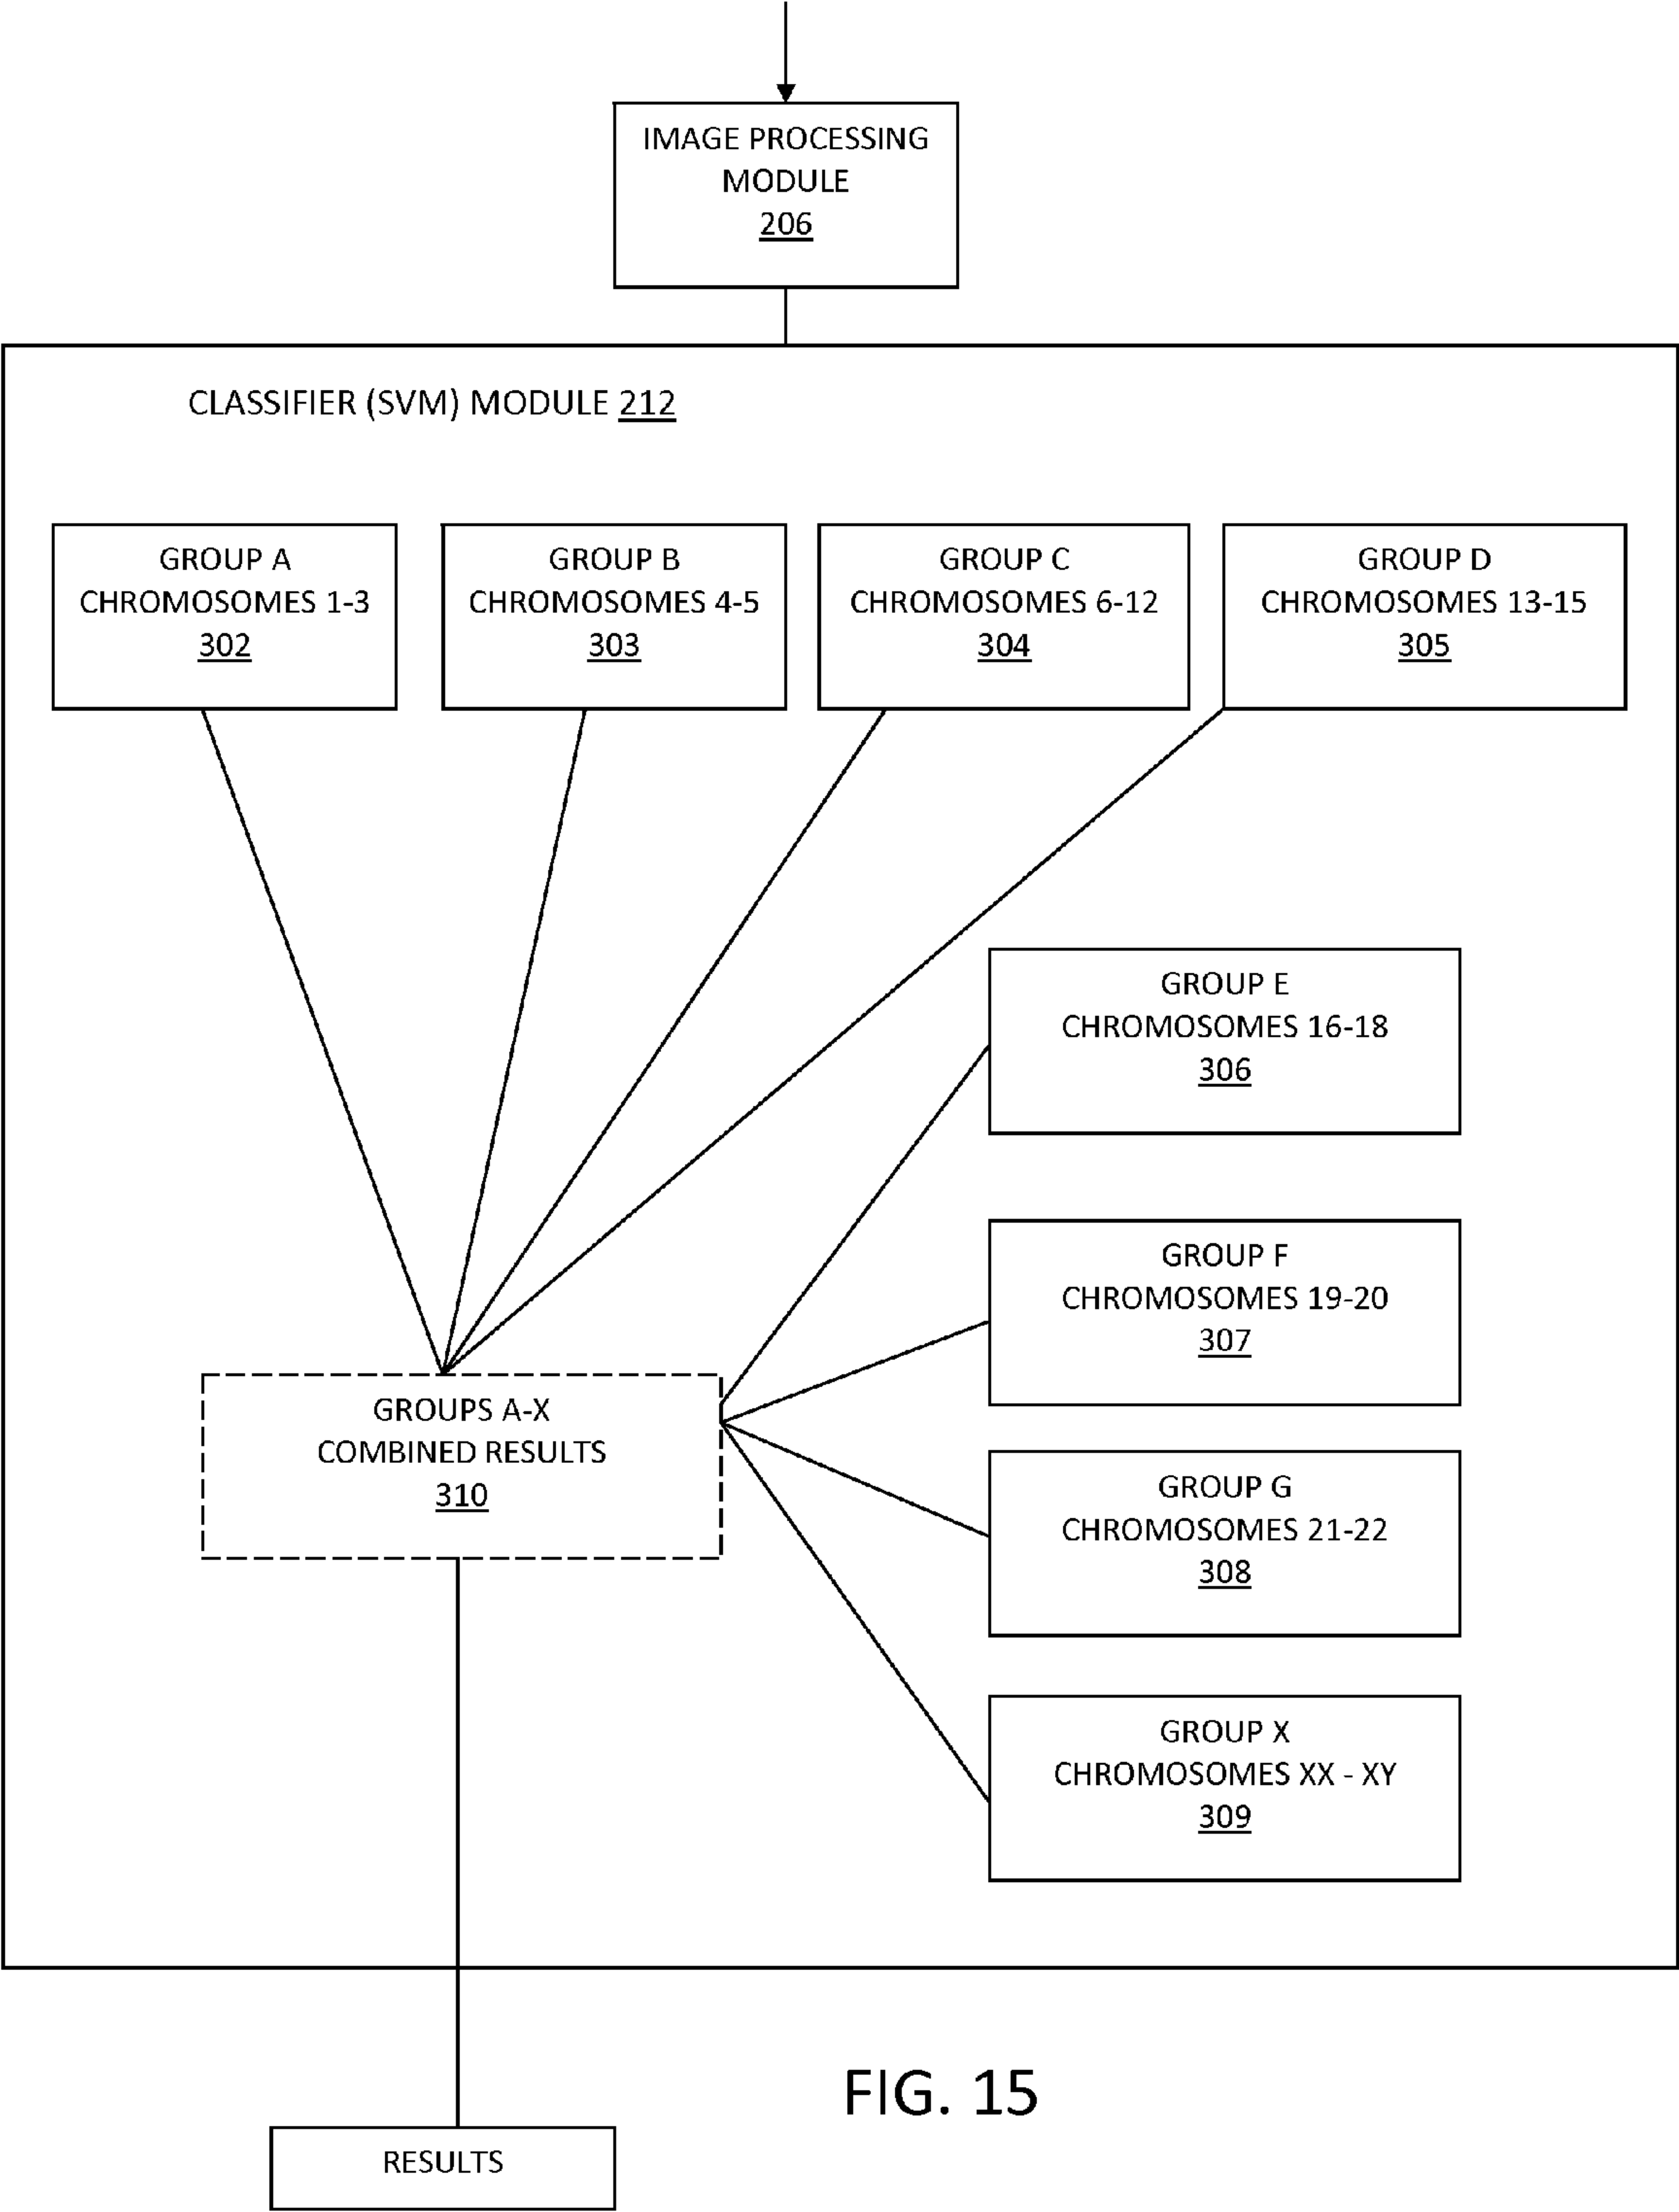 IMAGE PROCESSING
MODULE
206
CLASSIFIER (SVM) MODULE 212
GROUP A
CHROMOSOMES 1-3
302
GROUP B
CHROMOSOMES 4-5
303
GROUP C
CHROMOSOMES 6-12
304
GROUP D
CHROMOSOMES 13-15
305
GROUP E
CHROMOSOMES 16-18
306
GROUP F
CHROMOSOMES 19-20
307
GROUPS A-X
COMBINED RESULTS
310
GROUP G
CHROMOSOMES 21-22
308
GROUP X
CHROMOSOMES XX - XY
309
FIG. 15
RESULTS